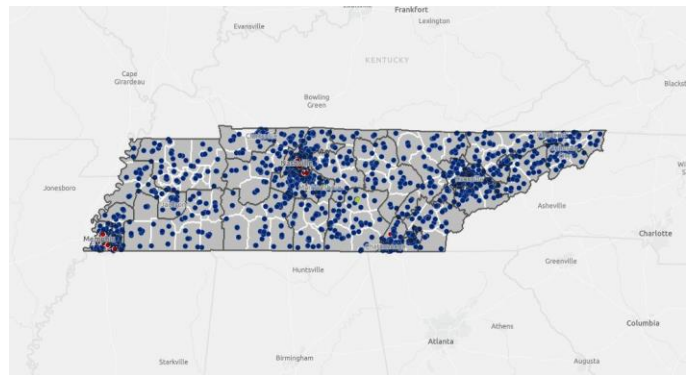 Frankfort
Evansville
Lexington
KENTUCKY
Cape
Girardeau
Bowling
Green
Jonesboro
Asheville
Charlotte
Huntsville
Greenville
Columbia
Athens
Atlanta
Starkville
Birmingham
Augusta